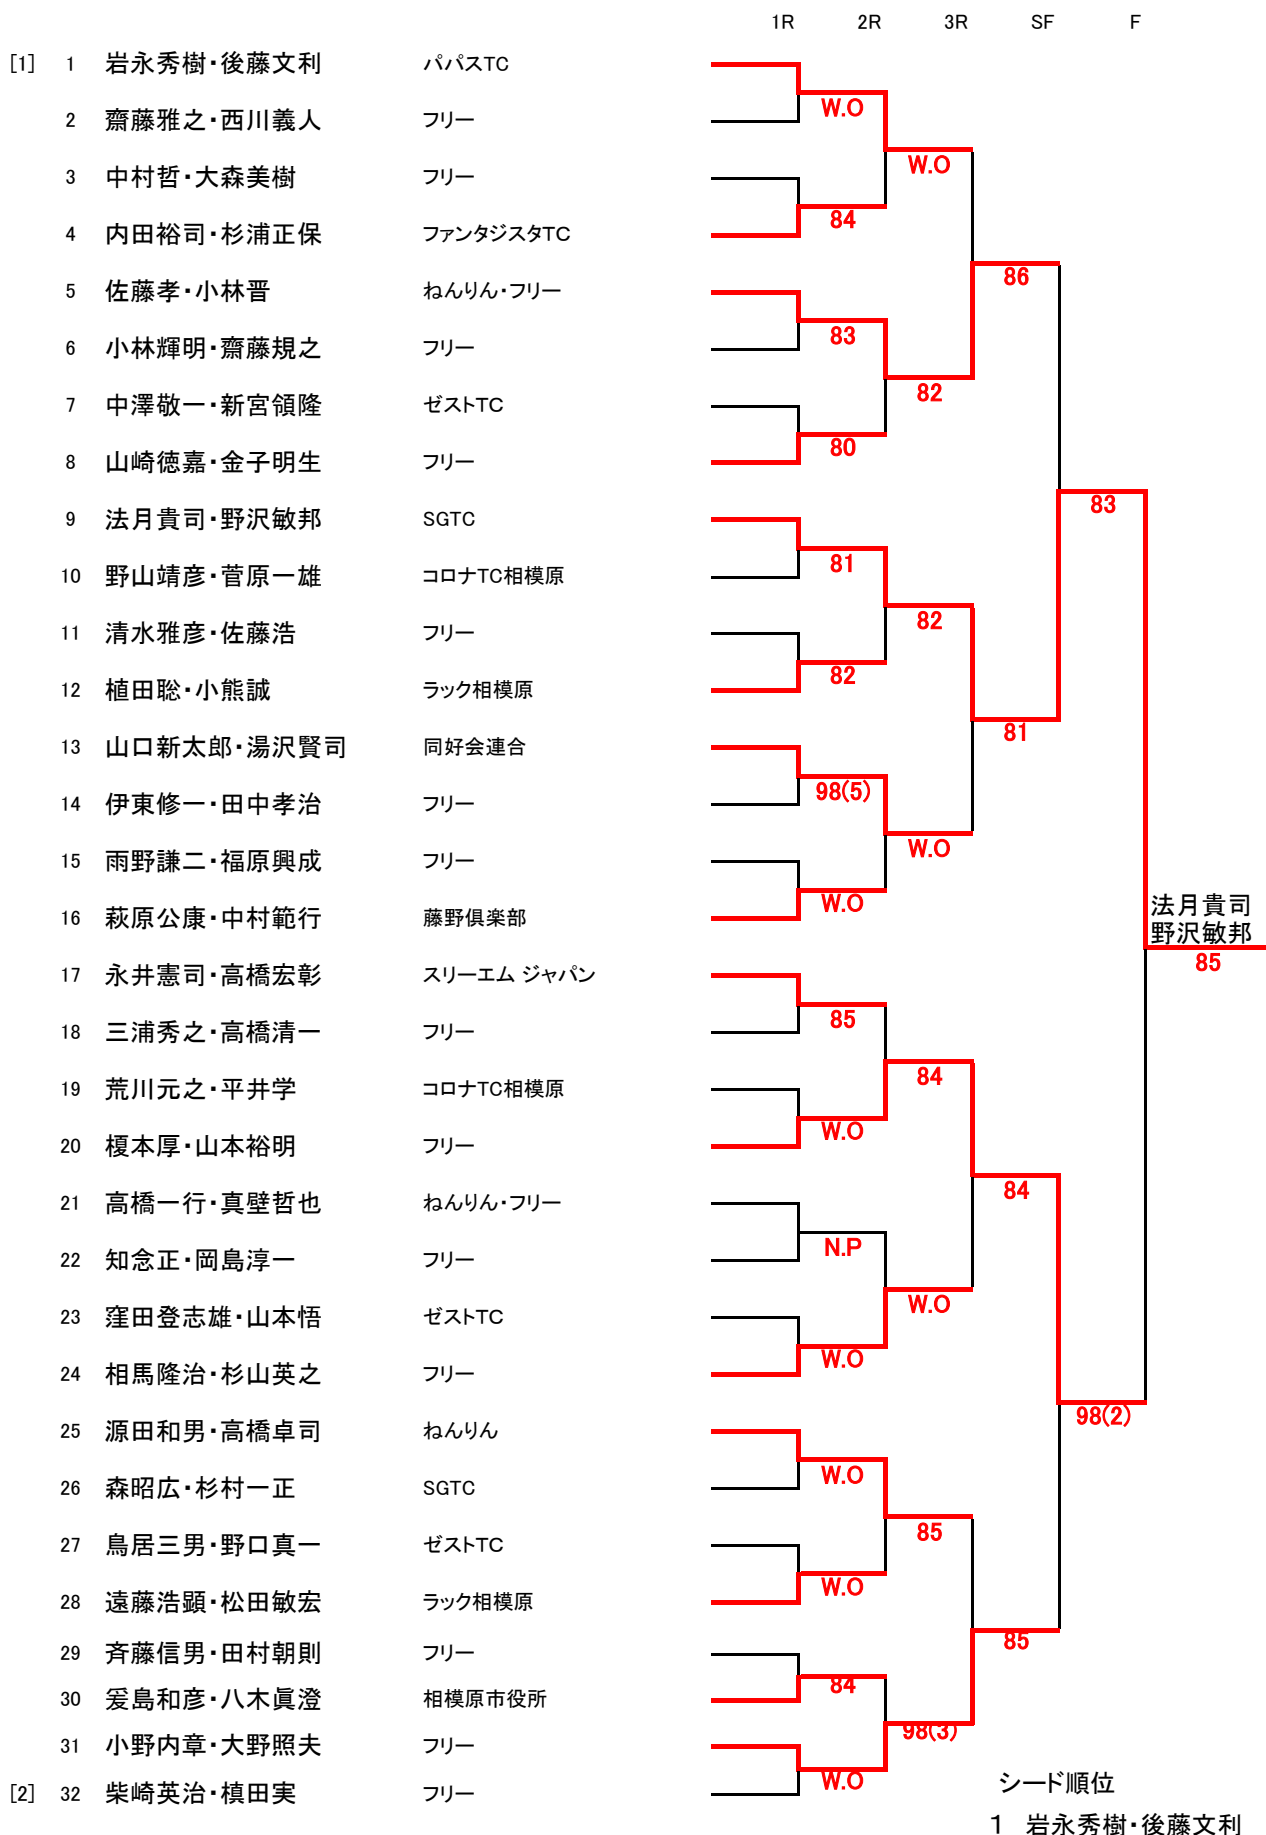 1R 2R 3R SF F
[1] 1 岩永秀樹・後藤文利 パパスTC
W.O
2 齋藤雅之・西川義人 フリー
W.O
3 中村哲・大森美樹 フリー
84
4 内田裕司・杉浦正保 ファンタジスタTC
86
5 佐藤孝・小林晋 ねんりん・フリー
83
6 小林輝明・齋藤規之 フリー
82
7 中澤敬一・新宮領隆 ゼストTC
80
8 山崎徳嘉・金子明生 フリー
83
9 法月貴司・野沢敏邦 SGTC
81
10 野山靖彦・菅原一雄 コロナTC相模原
82
11 清水雅彦・佐藤浩 フリー
82
12 植田聡・小熊誠 ラック相模原
81
13 山口新太郎・湯沢賢司 同好会連合
98(5)
14 伊東修一・田中孝治 フリー
W.O
15 雨野謙二・福原興成 フリー
W.O
16 萩原公康・中村範行 藤野倶楽部
法月貴司
野沢敏邦
85
17 永井憲司・高橋宏彰 スリーエム ジャパン
85
18 三浦秀之・高橋清一 フリー
84
19 荒川元之・平井学 コロナTC相模原
W.O
20 榎本厚・山本裕明 フリー
84
21 高橋一行・真壁哲也 ねんりん・フリー
N.P
22 知念正・岡島淳一 フリー
W.O
23 窪田登志雄・山本悟 ゼストTC
W.O
24 相馬隆治・杉山英之 フリー
98(2)
25 源田和男・高橋卓司 ねんりん
W.O
26 森昭広・杉村一正 SGTC
85
27 鳥居三男・野口真一 ゼストTC
W.O
28 遠藤浩顕・松田敏宏 ラック相模原
85
29 斉藤信男・田村朝則 フリー
84
30 爰島和彦・八木眞澄 相模原市役所
98(3)
31 小野内章・大野照夫 フリー
W.O
[2] 32 柴崎英治・槙田実 フリー
シード順位
1 岩永秀樹・後藤文利